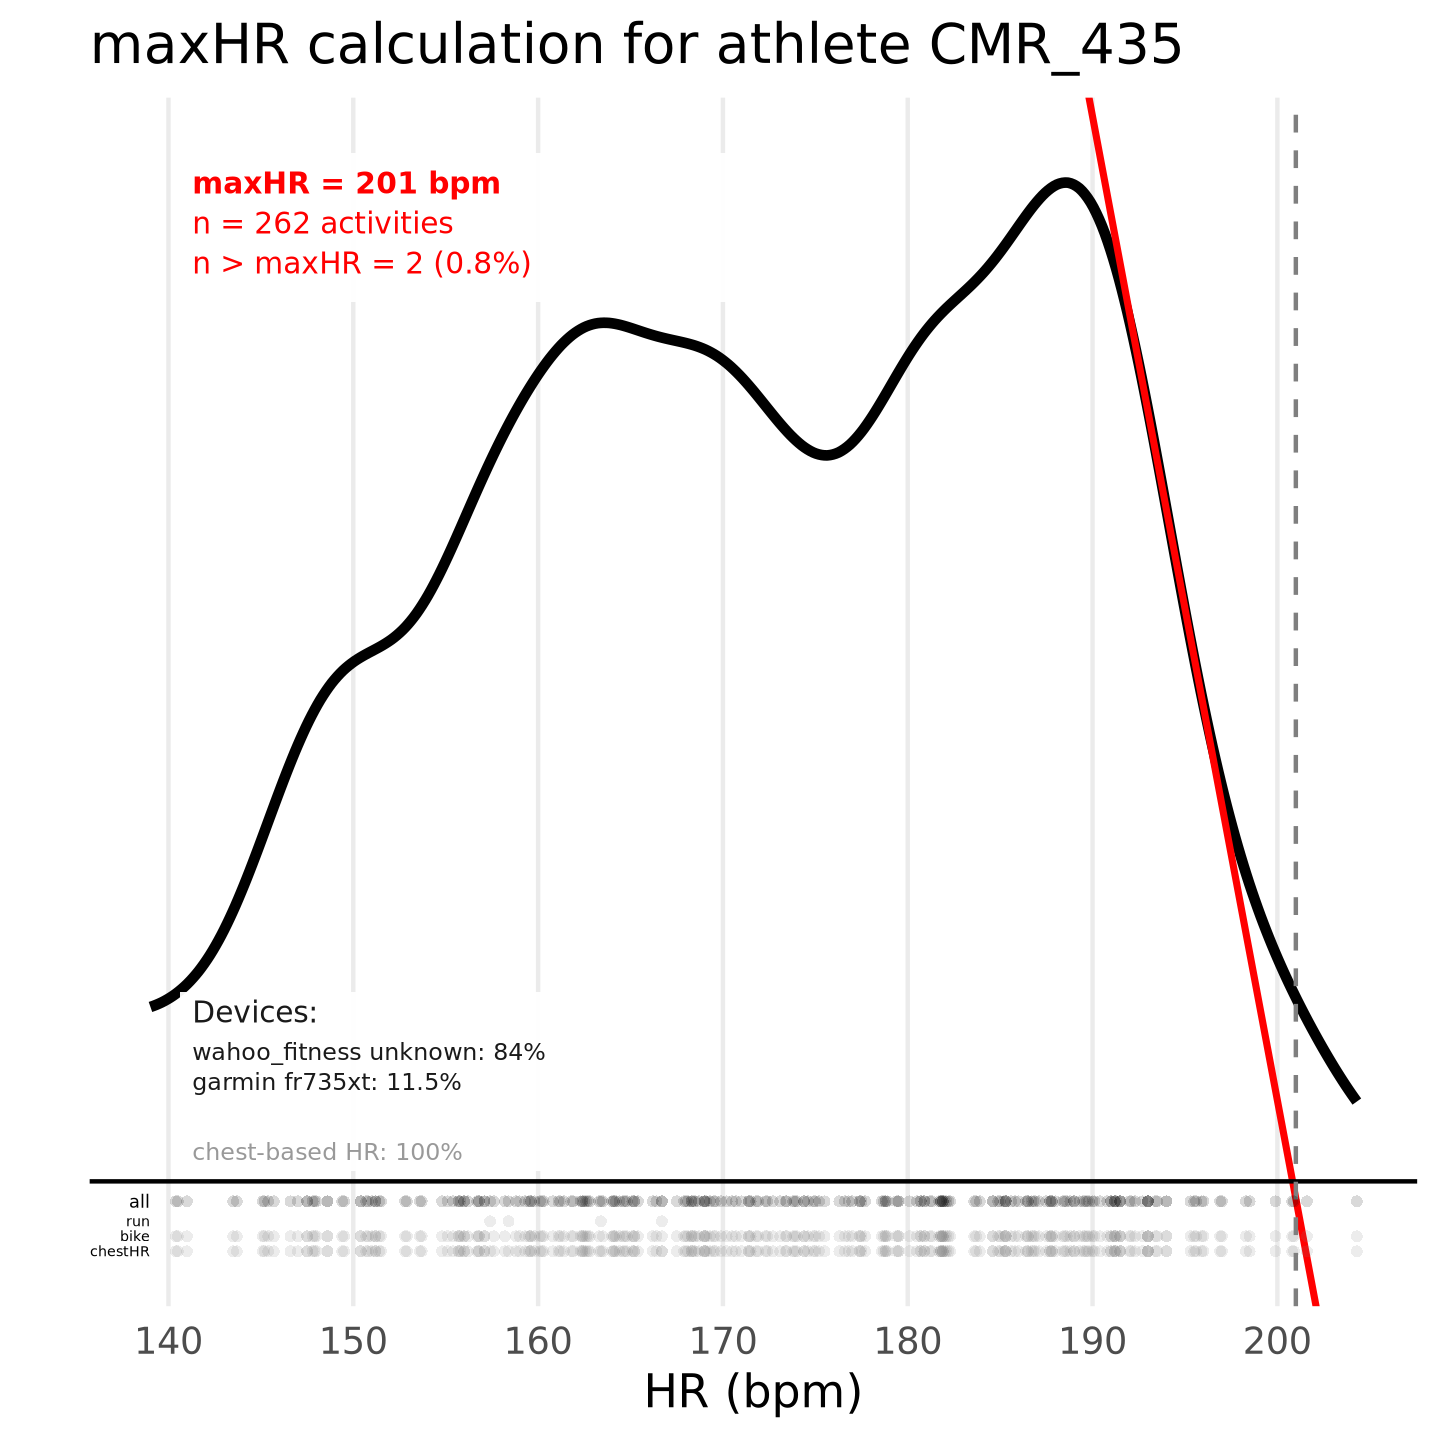 maxHR calculation for athlete CMR_435
maxHR = 201 bpm
n = 262 activities
n > maxHR = 2 (0.8%)
Devices:
wahoo_fitness unknown: 84%
garmin fr735xt: 11.5%
chest-based HR: 100%
all
run
bike
chestHR
140 150 160 170 180 190 200
HR (bpm)